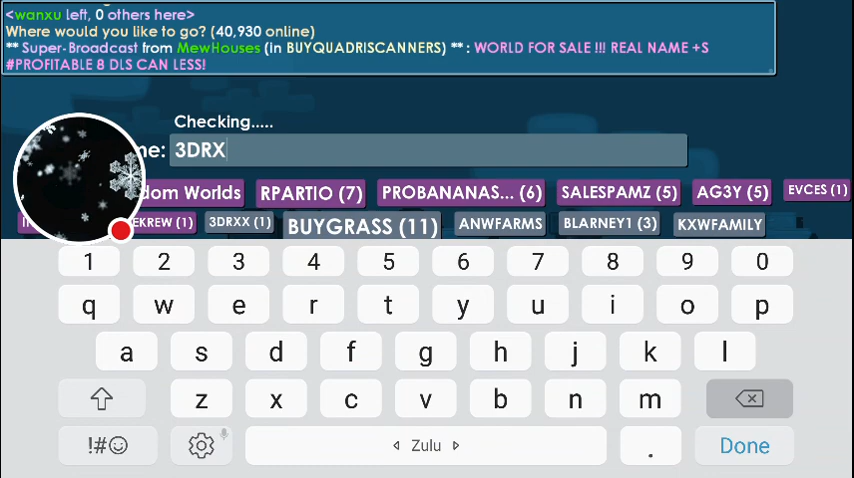 <wanxu left, 0 others here>
Where would you like to go? (40,930 online)
** Super-Broadcast from MewHouses (in BUYQUADRISCANNERS) ** : WORLD FOR SALE !!! REAL NAME +S
#PROFITABLE 8 DLS CAN LESS!
Checking.....
me: 3DRX
dom Worlds RPARTIO (7) PROBANANAS... (6) SALESPAMZ (5) AG3Y (5) EVCES (1)
EKREW (1) 3DRXX (1) BUYGRASS (11) ANWFARMS BLARNEY1 (3) KXWFAMILY
1 2 3 4 5 6 7 8 9 0
q w e r t y u i o p
a s d f g h j k l
z x c v b n m
!#☺ Zulu . Done